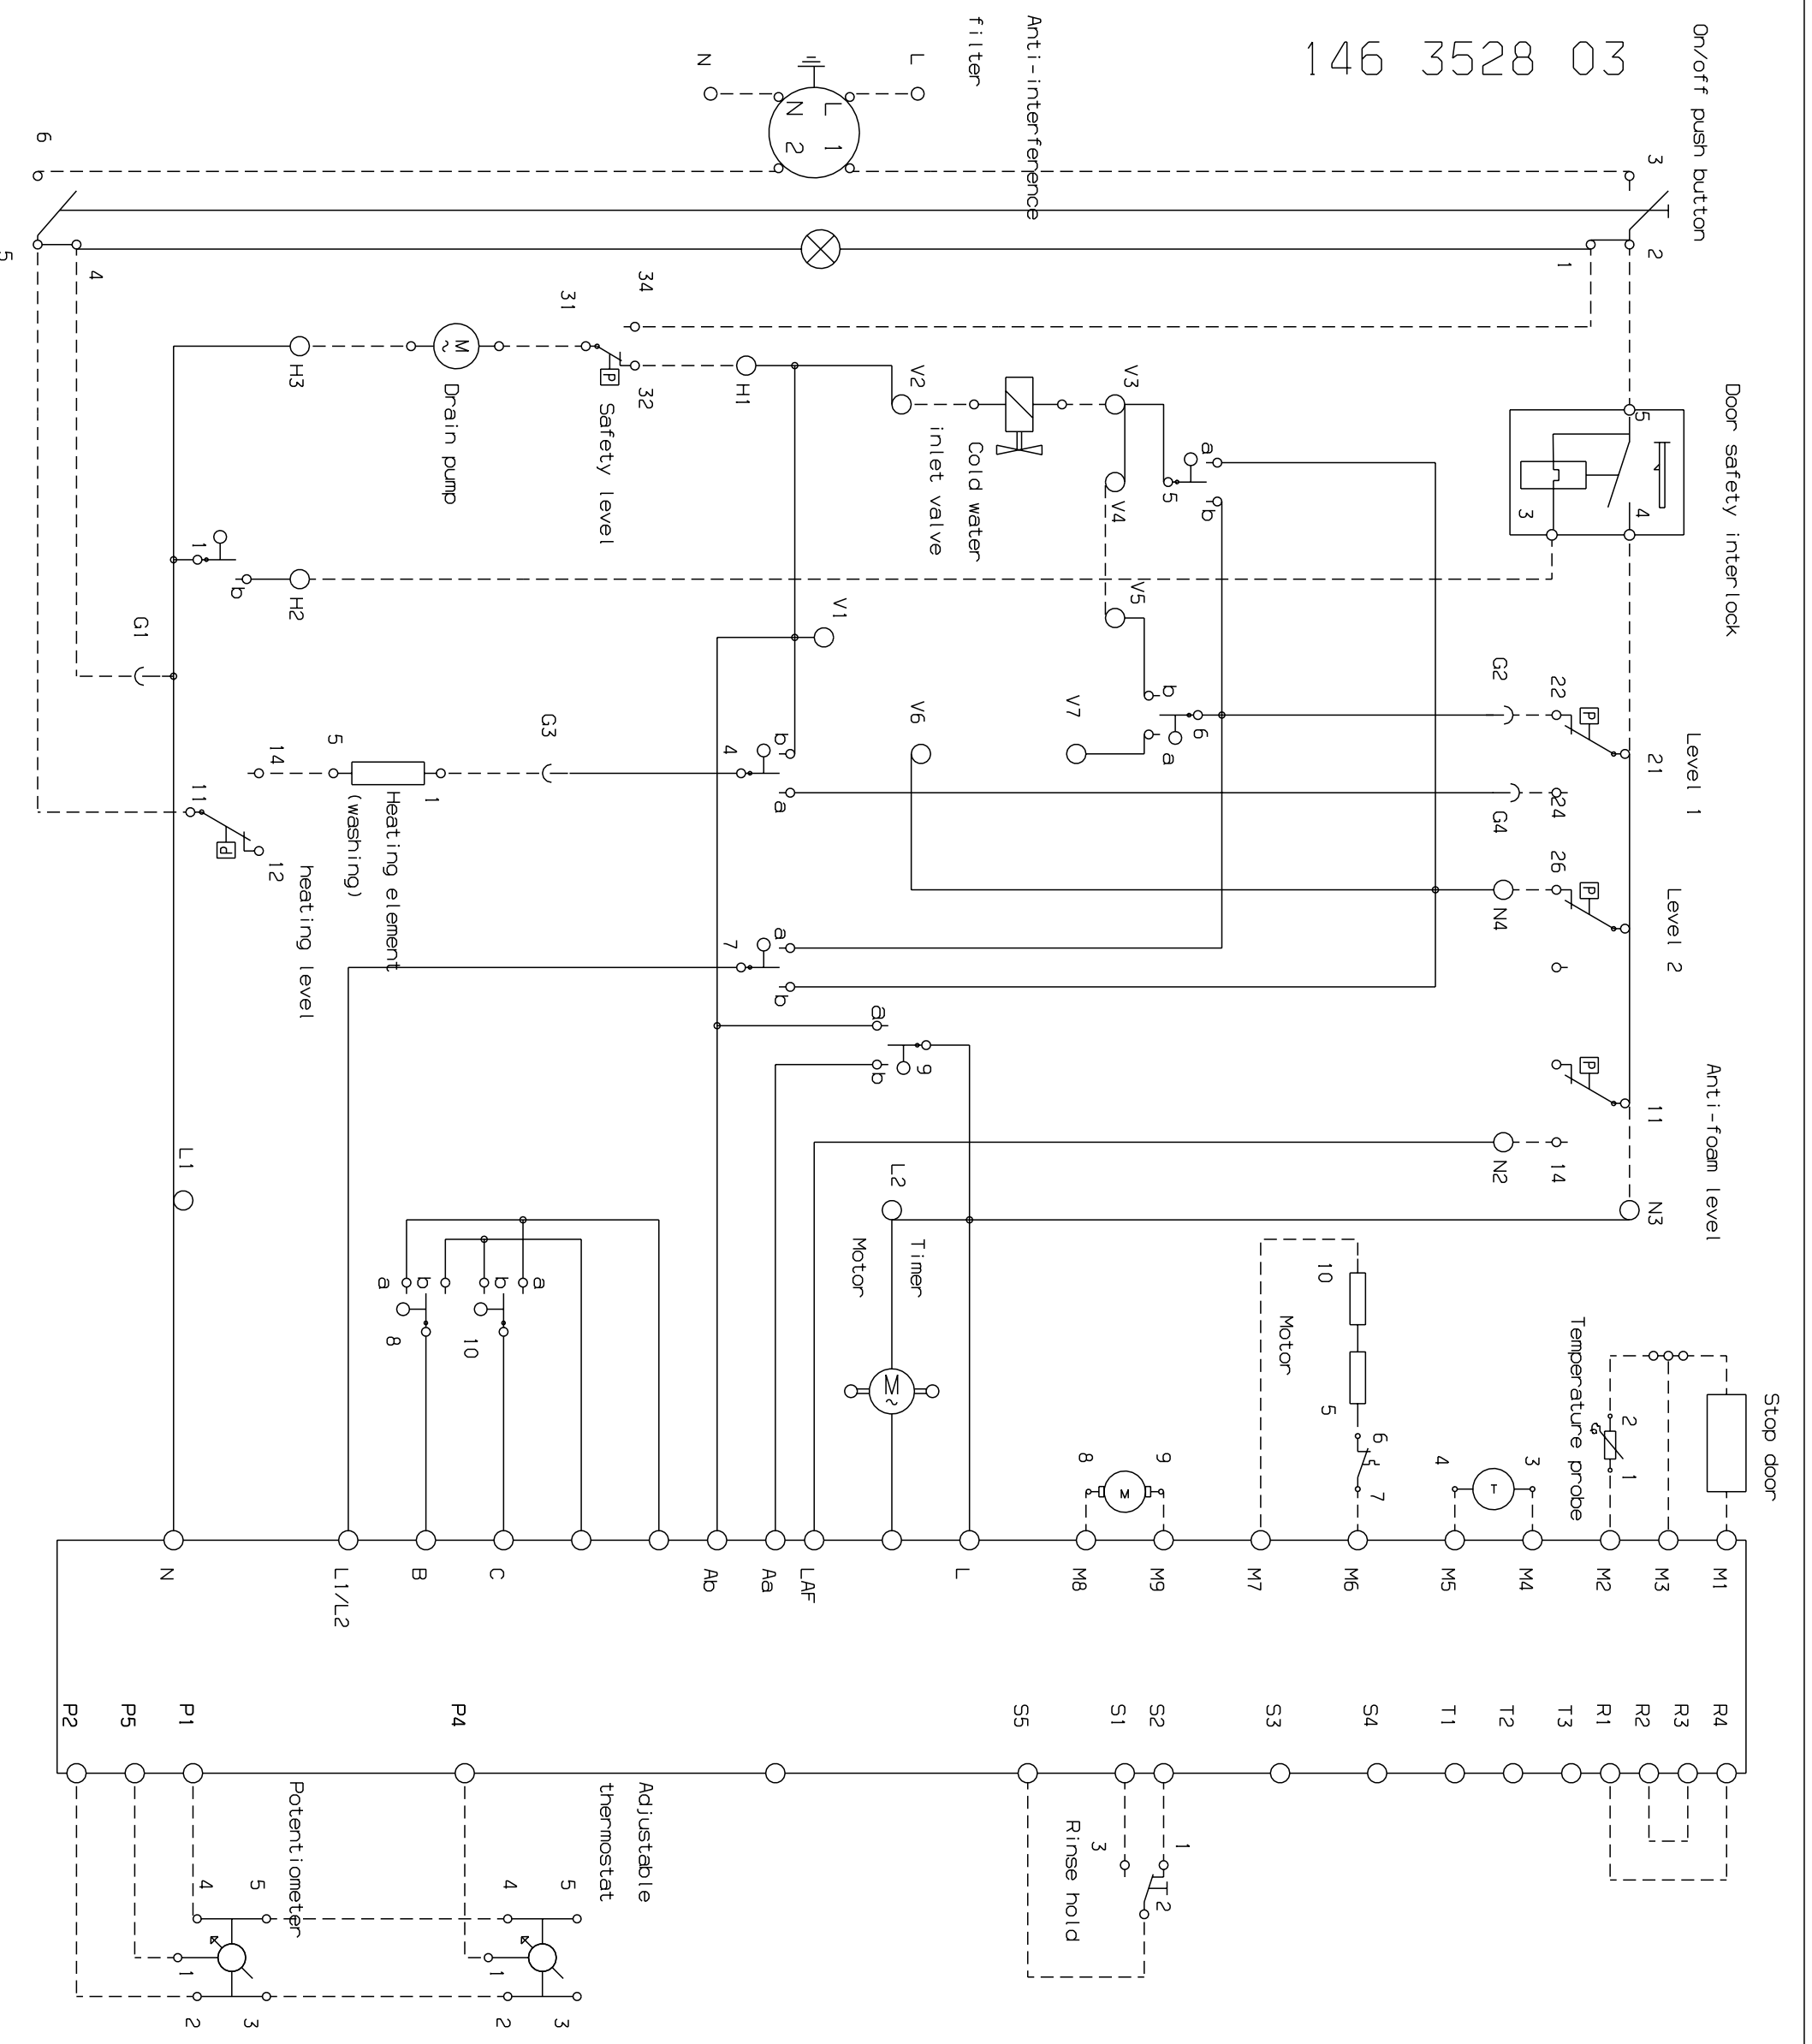 146 3528 03
On/off push button
3
2
1
Anti-interference
filter
L
N
L 1
N 2
6
5
4
Door safety interlock
5
4
3
34
31
32
H1
H3
Safety level
Drain pump
V2
V3
V4
Cold water
inlet valve
a
5
b
1
b
H2
G1
V1
V5
b
6
a
V6
V7
G2
22
21
Level 1
24
G4
b
4
a
G3
5
14
1
Heating element
(washing)
11
12
heating level
P
P
P
P
P
26
N4
Level 2
a
7
b
a
9
b
Anti-foam level
11
14
N2
N3
L1
L2
Timer
Motor
M
~
M
~
a
b
8
b
a
10
10
Motor
5
6
7
8
9
M
4
3
T
Temperature probe
2
1
Stop door
N
L1/L2
B
C
Ab
Aa
LAF
L
M8
M9
M7
M6
M5
M4
M2
M3
M1
P2
P5
P1
P4
S5
S1
S2
S3
S4
T1
T2
T3
R1
R2
R3
R4
Potentiometer
4
5
1
2
3
Adjustable
thermostat
4
5
1
2
3
Rinse hold
3
1
2